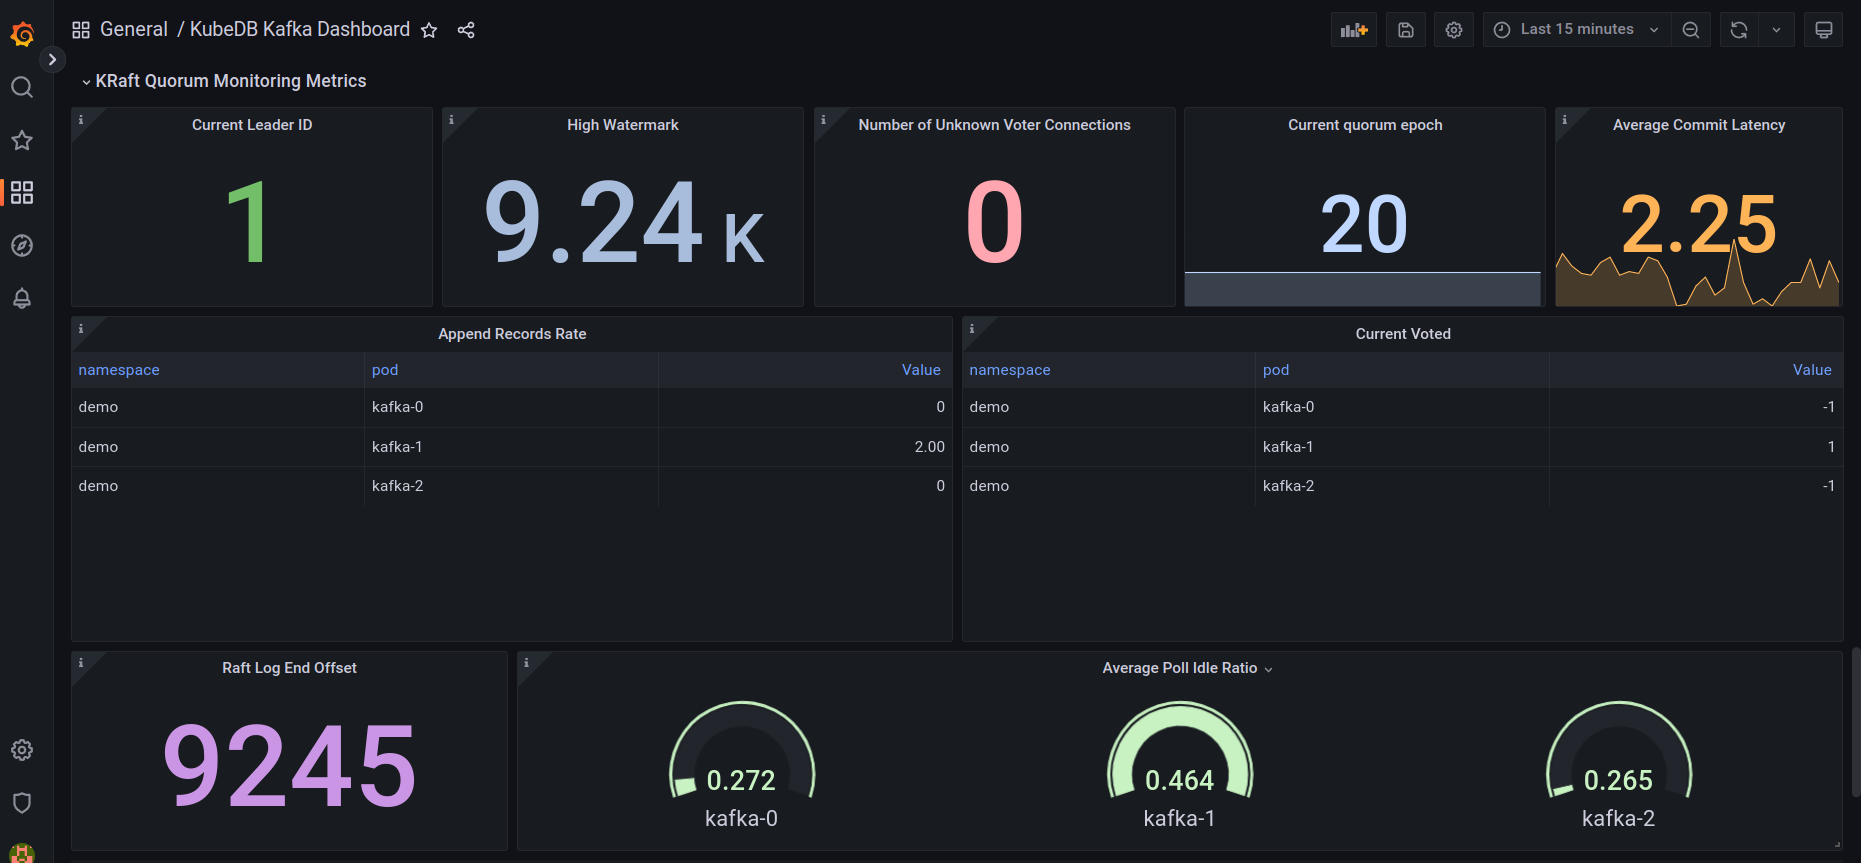 General / KubeDB Kafka Dashboard
Last 15 minutes
KRaft Quorum Monitoring Metrics
Current Leader ID
1
High Watermark
9.24 K
Number of Unknown Voter Connections
0
Current quorum epoch
20
Average Commit Latency
2.25
Append Records Rate
namespace pod Value
demo kafka-0 0
demo kafka-1 2.00
demo kafka-2 0
Current Voted
namespace pod Value
demo kafka-0 -1
demo kafka-1 1
demo kafka-2 -1
Raft Log End Offset
9245
Average Poll Idle Ratio
0.272
kafka-0
0.464
kafka-1
0.265
kafka-2